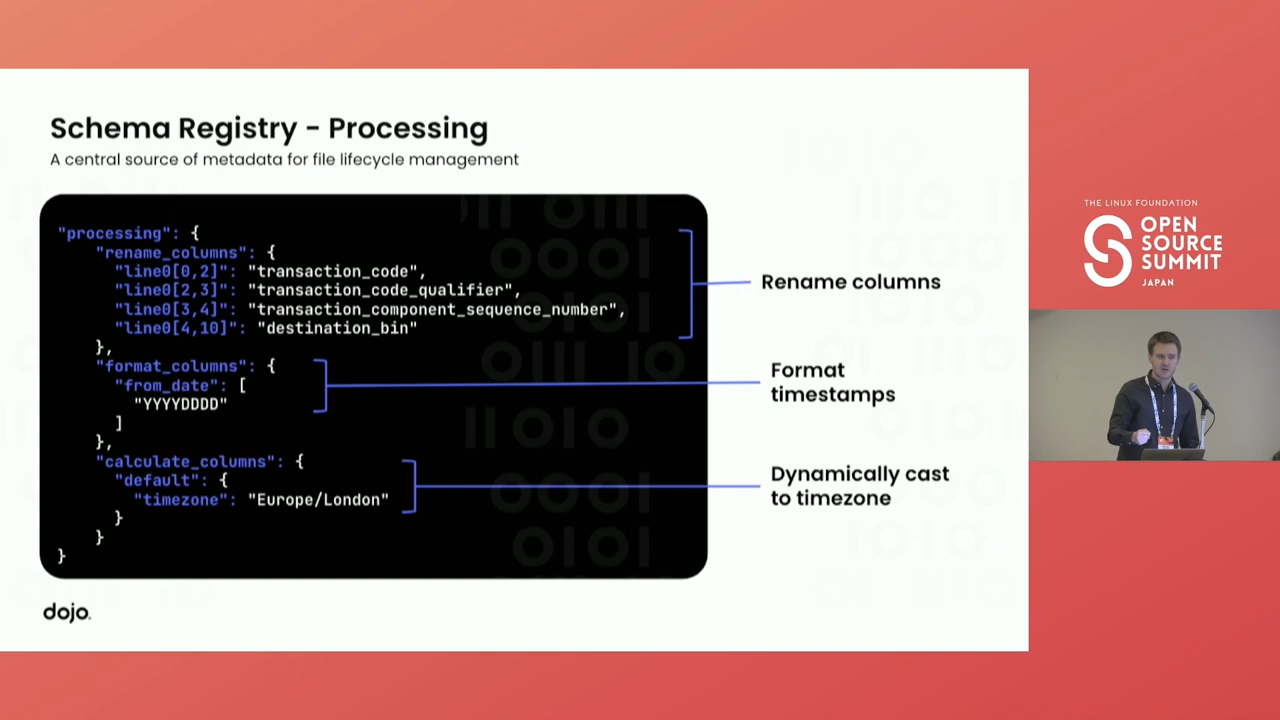 Schema Registry - Processing
A central source of metadata for file lifecycle management
"processing": {
"rename_columns": {
"line0[0,2]": "transaction_code",
"line0[2,3]": "transaction_code_qualifier",
"line0[3,4]": "transaction_component_sequence_number",
"line0[4,10]": "destination_bin"
},
"format_columns": {
"from_date": [
"YYYYDDDD"
]
},
"calculate_columns": {
"default": {
"timezone": "Europe/London"
}
}
}
Rename columns
Format
timestamps
Dynamically cast
to timezone
dojo.
THE LINUX FOUNDATION
OPEN
SOURCE
SUMMIT
JAPAN